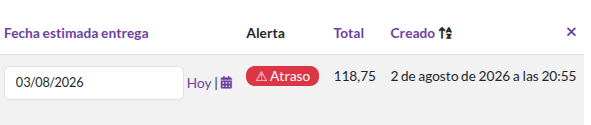 Fecha estimada entrega Alerta Total Creado
03/08/2026 Hoy | Atraso 118,75 2 de agosto de 2026 a las 20:55